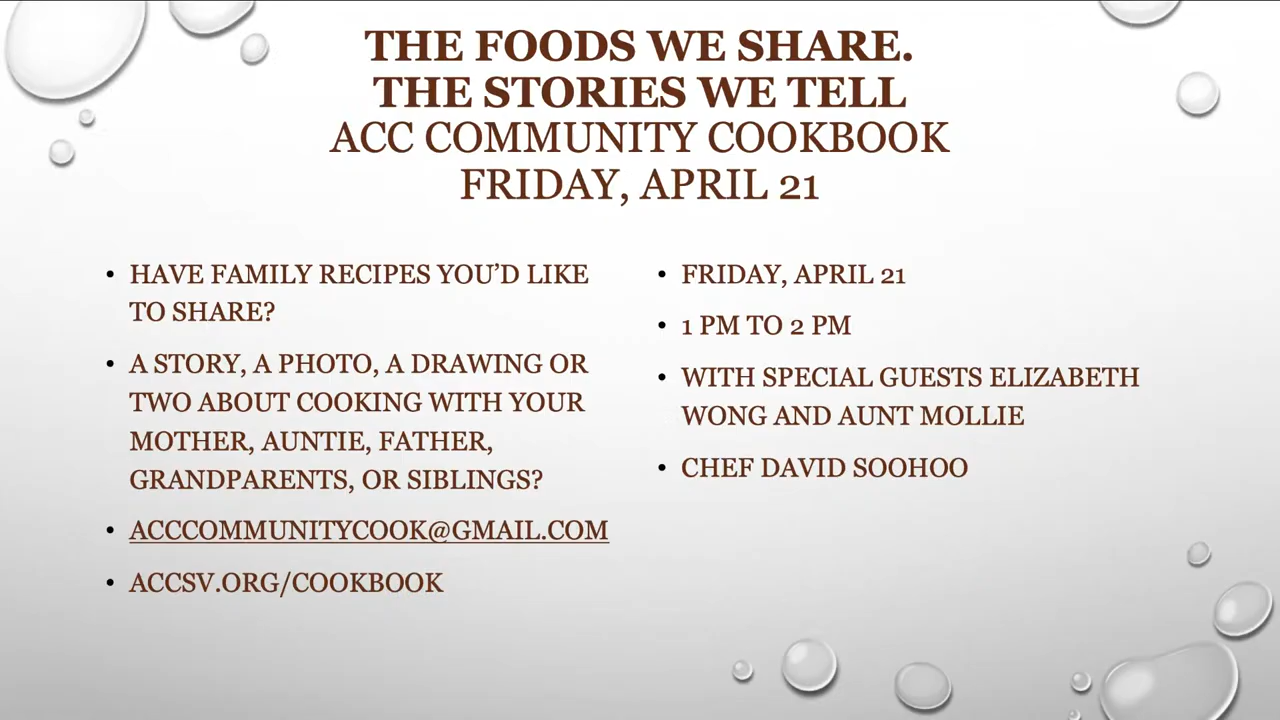 THE FOODS WE SHARE.
THE STORIES WE TELL
ACC COMMUNITY COOKBOOK
FRIDAY, APRIL 21
• HAVE FAMILY RECIPES YOU’D LIKE
TO SHARE?
• A STORY, A PHOTO, A DRAWING OR
TWO ABOUT COOKING WITH YOUR
MOTHER, AUNTIE, FATHER,
GRANDPARENTS, OR SIBLINGS?
• ACCCOMMUNITYCOOK@GMAIL.COM
• ACCSV.ORG/COOKBOOK
• FRIDAY, APRIL 21
• 1 PM TO 2 PM
• WITH SPECIAL GUESTS ELIZABETH
WONG AND AUNT MOLLIE
• CHEF DAVID SOOHOO